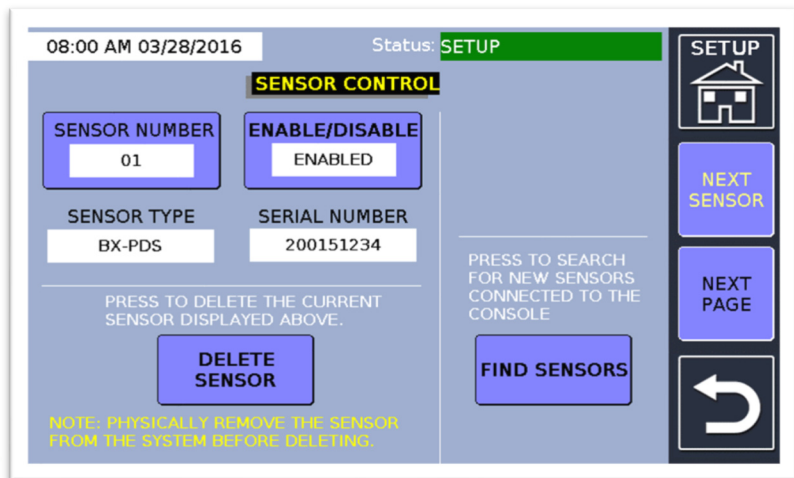 08:00 AM 03/28/2016
Status: SETUP
SENSOR CONTROL
SENSOR NUMBER
01
ENABLE/DISABLE
ENABLED
SENSOR TYPE
BX-PDS
SERIAL NUMBER
200151234
PRESS TO DELETE THE CURRENT
SENSOR DISPLAYED ABOVE.
DELETE
SENSOR
NOTE: PHYSICALLY REMOVE THE SENSOR
FROM THE SYSTEM BEFORE DELETING.
PRESS TO SEARCH
FOR NEW SENSORS
CONNECTED TO THE
CONSOLE
FIND SENSORS
SETUP
NEXT
SENSOR
NEXT
PAGE